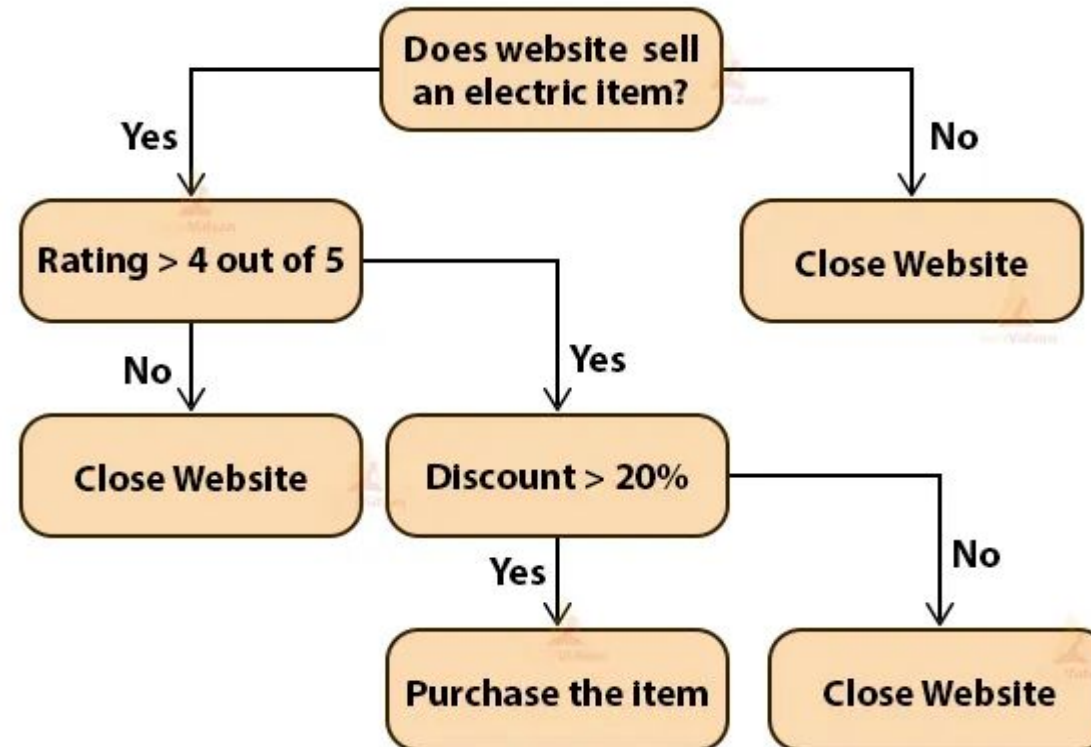 Does website sell
an electric item?
Yes
No
Rating > 4 out of 5
Close Website
No
Yes
Close Website
Discount > 20%
Yes
No
Purchase the item
Close Website